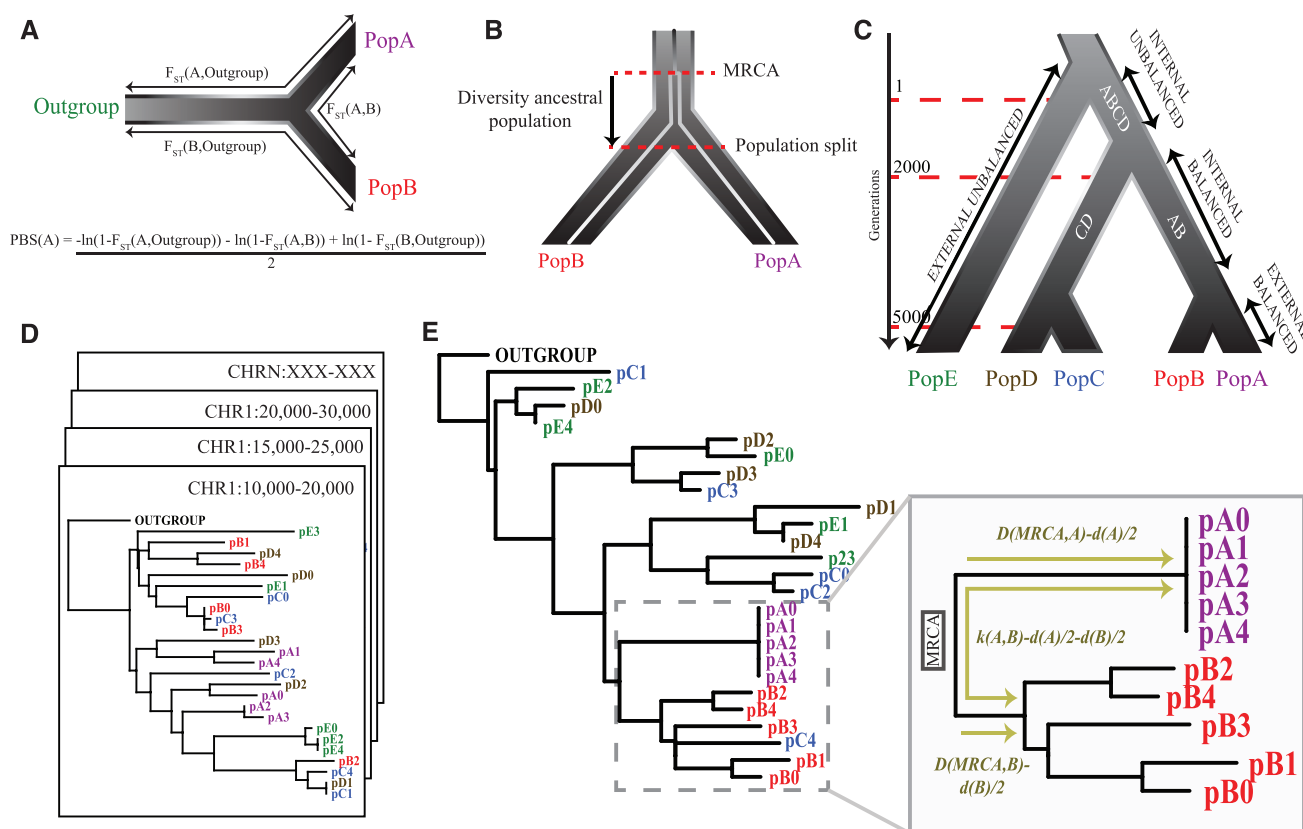 A
PopA
F_ST(A,Outgroup)
Outgroup
F_ST(A,B)
F_ST(B,Outgroup)
PopB
PBS(A) = -ln(1-F_ST(A,Outgroup)) - ln(1-F_ST(A,B)) + ln(1- F_ST(B,Outgroup))
2
B
MRCA
Diversity ancestral
population
Population split
PopB
PopA
C
Generations
1
2000
5000
EXTERNAL UNBALANCED
INTERNAL
UNBALANCED
ABCD
INTERNAL
BALANCED
CD
AB
EXTERNAL
BALANCED
PopE
PopD
PopC
PopB
PopA
D
CHRN:XXX-XXX
CHR1:20,000-30,000
CHR1:15,000-25,000
CHR1:10,000-20,000
OUTGROUP
pE3
pB1
pD4
pB4
pD0
pE1
pC0
pB0
pC3
pB3
pD3
pA1
pA4
pC2
pD2
pA0
pA2
pA3
pE0
pE2
pE4
pB2
pC4
pD1
pC1
E
OUTGROUP
pC1
pE2
pD0
pE4
pD2
pE0
pD3
pC3
pD1
pE1
pD4
p23
pC0
pC2
pA0
pA1
pA2
pA3
pA4
pB2
pB4
pB3
pC4
pB1
pB0
MRCA
D(MRCA,A)-d(A)/2
k(A,B)-d(A)/2-d(B)/2
D(MRCA,B)-
d(B)/2
pA0
pA1
pA2
pA3
pA4
pB2
pB4
pB3
pB1
pB0